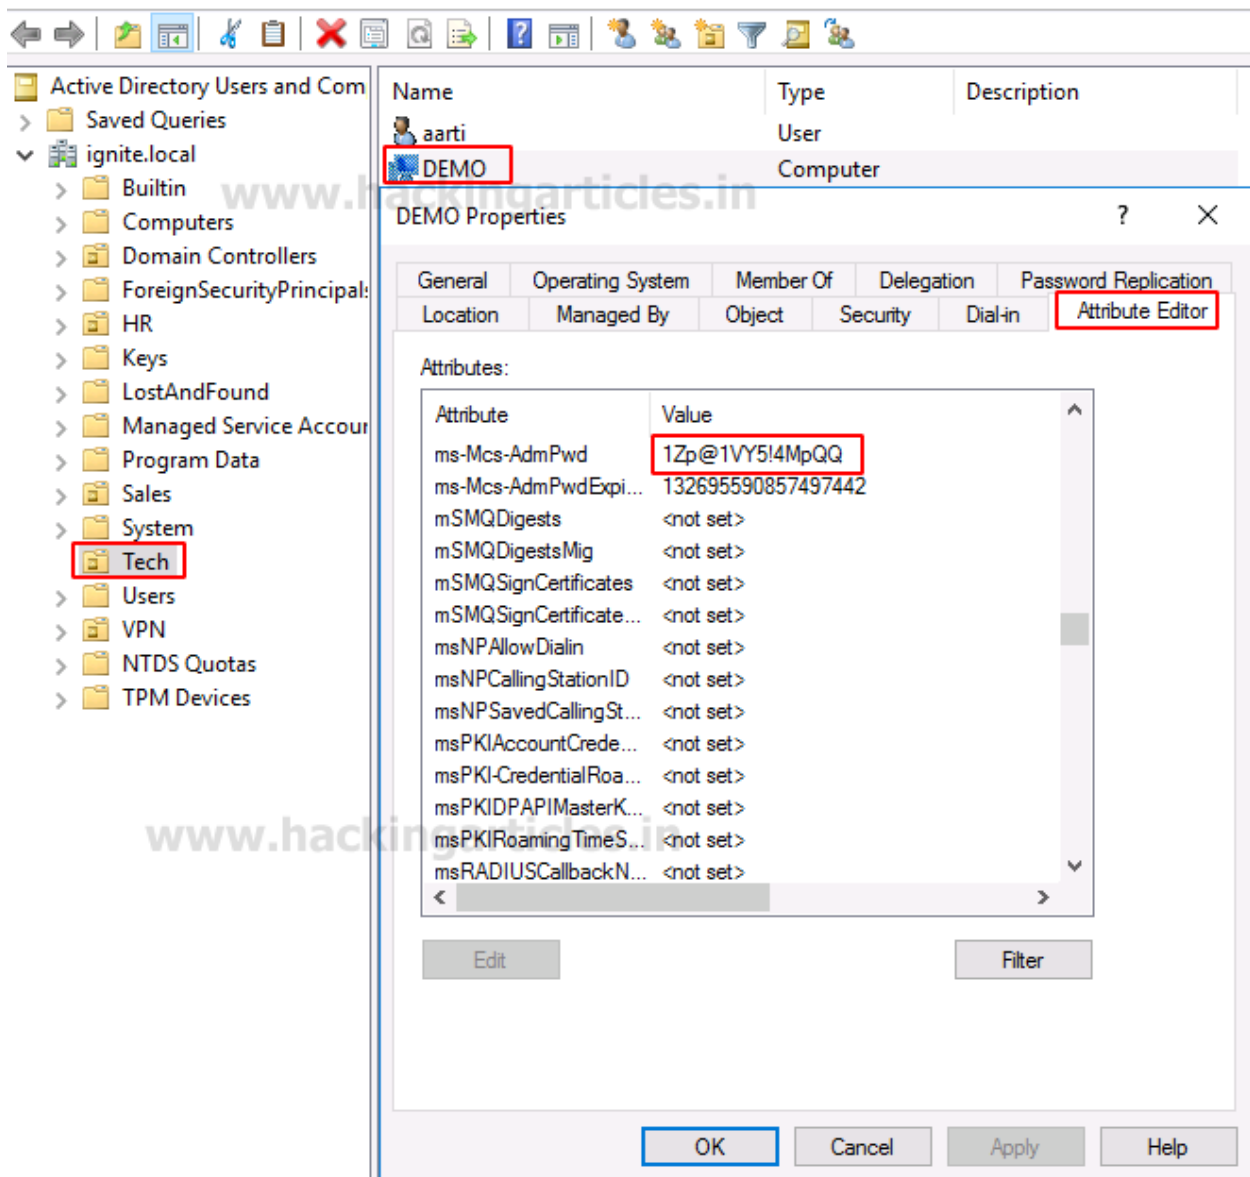 Active Directory Users and Com
Saved Queries
ignite.local
Builtin
Computers
Domain Controllers
ForeignSecurityPrincipal:
HR
Keys
LostAndFound
Managed Service Accour
Program Data
Sales
System
Tech
Users
VPN
NTDS Quotas
TPM Devices
Name Type Description
aarti User
DEMO Computer
www.hackingarticles.in
DEMO Properties ? ×
General Operating System Member Of Delegation Password Replication
Location Managed By Object Security Dial-in Attribute Editor
Attributes:
Attribute Value
ms-Mcs-AdmPwd 1Zp@1VY5!4MpQQ
ms-Mcs-AdmPwdExpi... 132695590857497442
mSMQDigests <not set>
mSMQDigestsMig <not set>
mSMQSignCertificates <not set>
mSMQSignCertificate... <not set>
msNPAllowDialin <not set>
msNPCallingStationID <not set>
msNPSavedCallingSt... <not set>
msPKIAccountCrede... <not set>
msPKI-CredentialRoa... <not set>
msPKIDPAPIMasterK... <not set>
msPKIRoamingTimeS... <not set>
msRADIUSCallbackN... <not set>
www.hackingarticles.in
Edit Filter
OK Cancel Apply Help